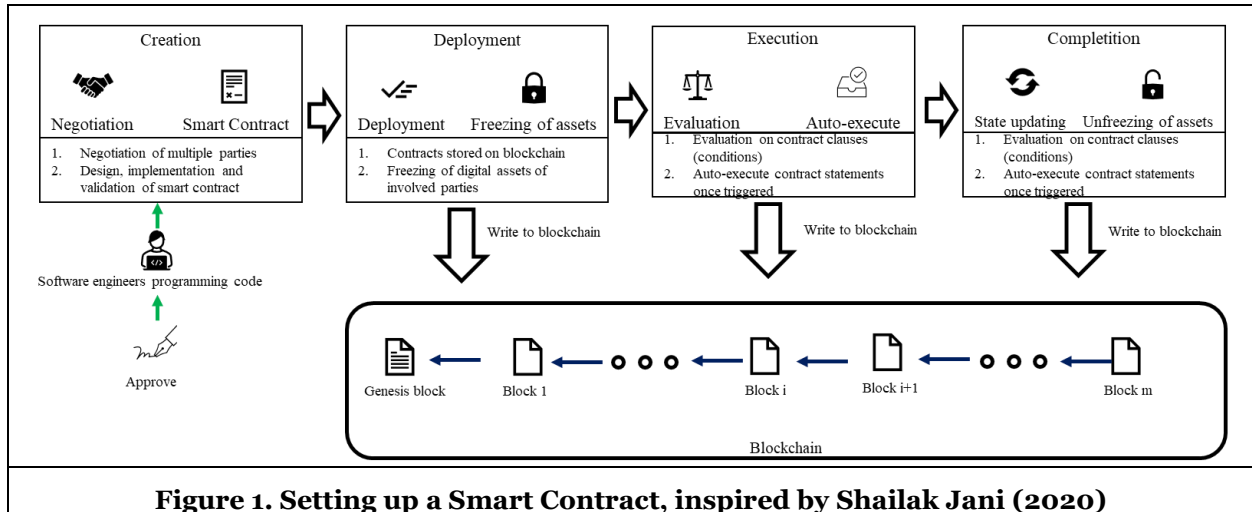 Creation
Negotiation Smart Contract
1. Negotiation of multiple parties
2. Design, implementation and
validation of smart contract
Software engineers programming code
Approve
Deployment
Deployment Freezing of assets
1. Contracts stored on blockchain
2. Freezing of digital assets of
involved parties
Write to blockchain
Execution
Evaluation Auto-execute
1. Evaluation on contract clauses
(conditions)
2. Auto-execute contract statements
once triggered
Write to blockchain
Completition
State updating Unfreezing of assets
1. Evaluation on contract clauses
(conditions)
2. Auto-execute contract statements
once triggered
Write to blockchain
Genesis block Block 1 Block i Block i+1 Block m
Blockchain
Figure 1. Setting up a Smart Contract, inspired by Shailak Jani (2020)